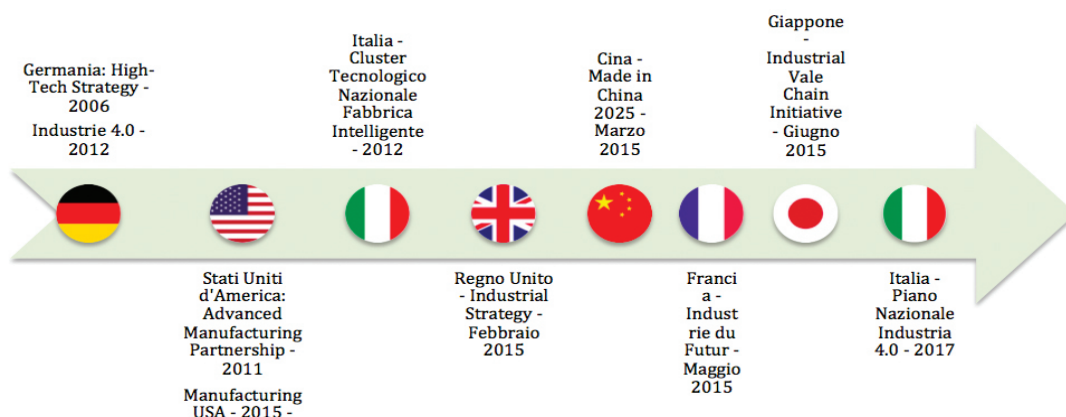 Germania: High-
Tech Strategy -
2006
Industrie 4.0 -
2012
Stati Uniti
d'America:
Advanced
Manufacturing
Partnership -
2011
Manufacturing
USA - 2015 -
Italia -
Cluster
Tecnologico
Nazionale
Fabbrica
Intelligente
- 2012
Regno Unito
- Industrial
Strategy -
Febbraio
2015
Cina -
Made in
China
2025 -
Marzo
2015
Franci
a -
Indust
rie du
Futur -
Maggio
2015
Giappone
-
Industrial
Vale
Chain
Initiative
- Giugno
2015
Italia -
Piano
Nazionale
Industria
4.0 - 2017